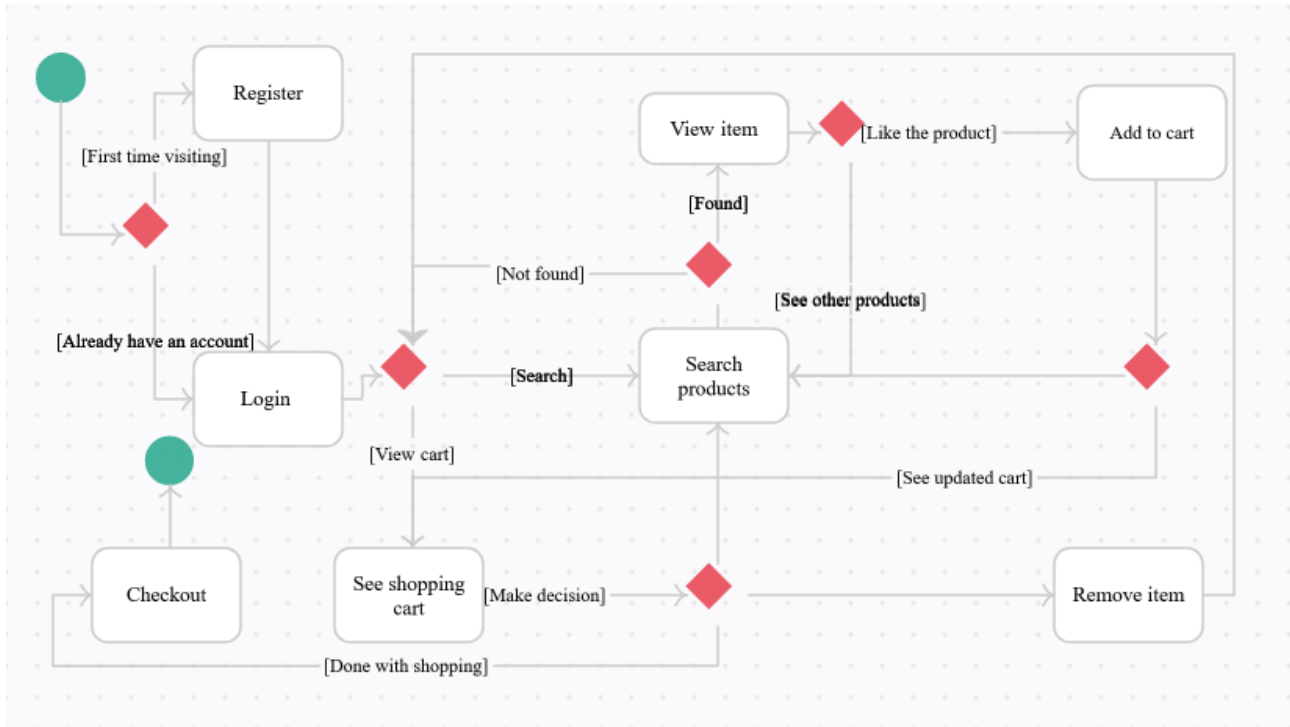 Register
View item
[Like the product]
Add to cart
[First time visiting]
[Found]
[Not found]
[See other products]
[Already have an account]
Login
[Search]
Search
products
[View cart]
[See updated cart]
Checkout
See shopping
cart
[Make decision]
Remove item
[Done with shopping]